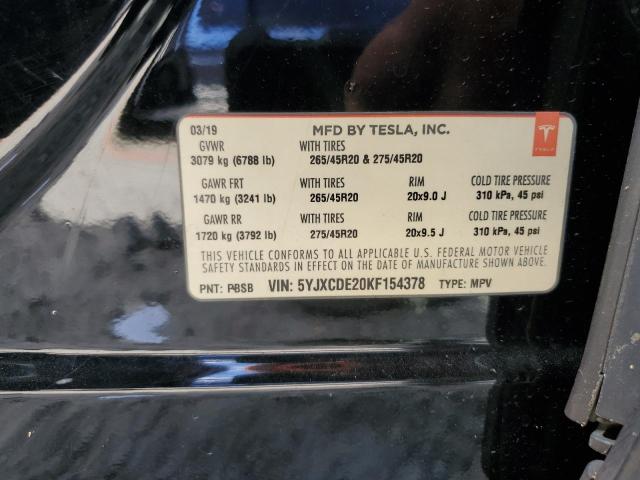 03/19 MFD BY TESLA, INC.
GVWR WITH TIRES
3079 kg (6788 lb) 265/45R20 & 275/45R20
GAWR FRT WITH TIRES RIM COLD TIRE PRESSURE
1470 kg (3241 lb) 265/45R20 20x9.0 J 310 kPa, 45 psi
GAWR RR WITH TIRES RIM COLD TIRE PRESSURE
1720 kg (3792 lb) 275/45R20 20x9.5 J 310 kPa, 45 psi
THIS VEHICLE CONFORMS TO ALL APPLICABLE U.S. FEDERAL MOTOR VEHICLE
SAFETY STANDARDS IN EFFECT ON THE DATE OF MANUFACTURE SHOWN ABOVE.
PNT: PBSB VIN: 5YJXCDE20KF154378 TYPE: MPV
TESLA